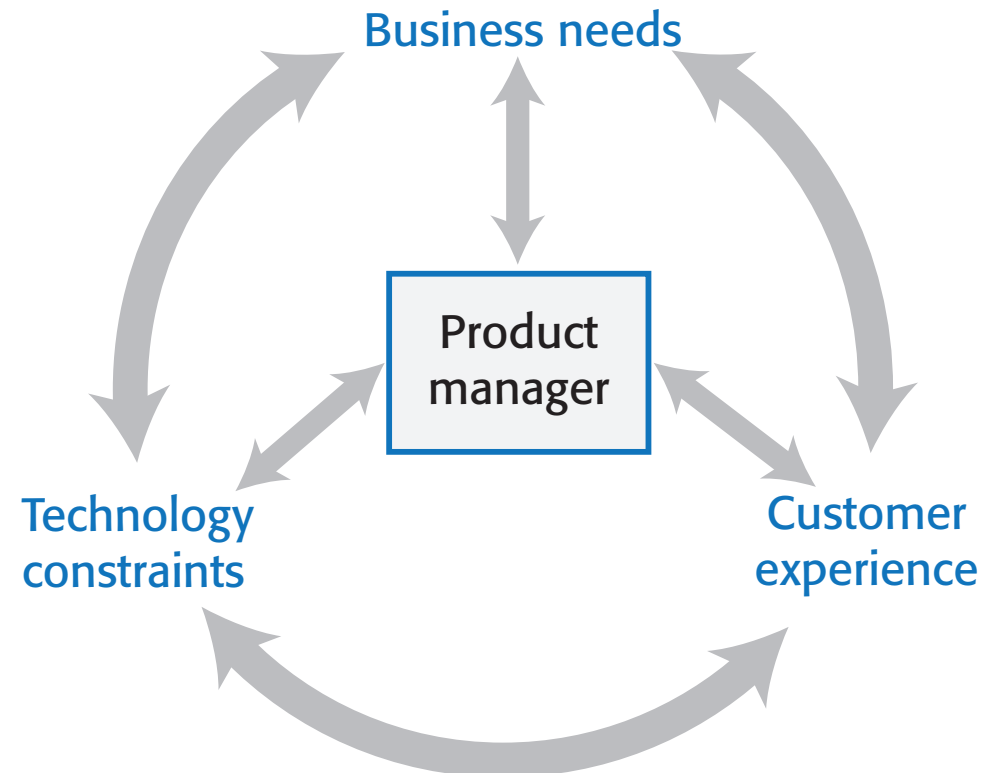 Business needs
Product
manager
Technology
constraints
Customer
experience